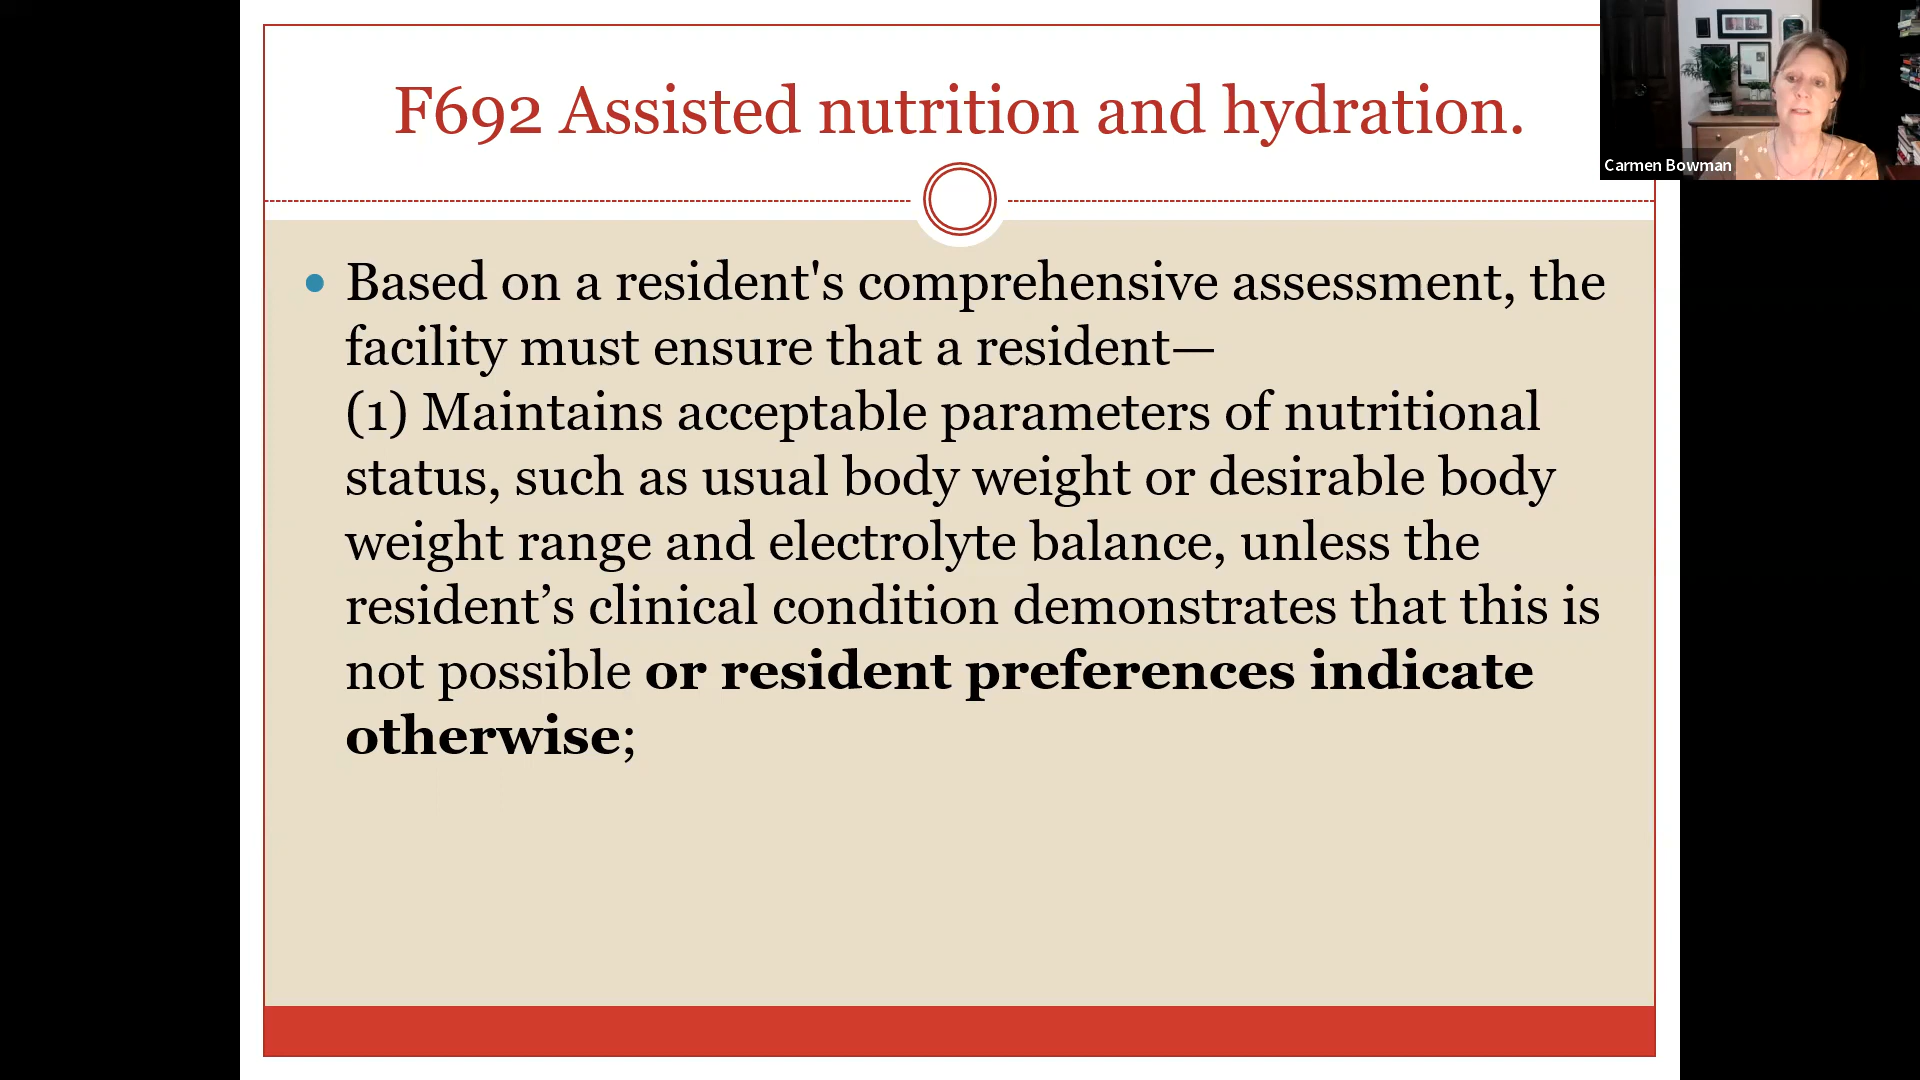 F692 Assisted nutrition and hydration.
Carmen Bowman
• Based on a resident's comprehensive assessment, the
facility must ensure that a resident—
(1) Maintains acceptable parameters of nutritional
status, such as usual body weight or desirable body
weight range and electrolyte balance, unless the
resident’s clinical condition demonstrates that this is
not possible or resident preferences indicate
otherwise;